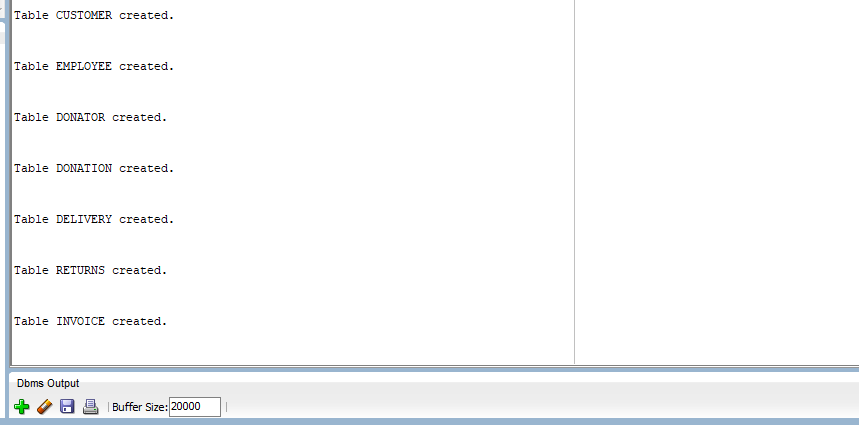 Table CUSTOMER created.
Table EMPLOYEE created.
Table DONATOR created.
Table DONATION created.
Table DELIVERY created.
Table RETURNS created.
Table INVOICE created.
Dbms Output
Buffer Size: 20000